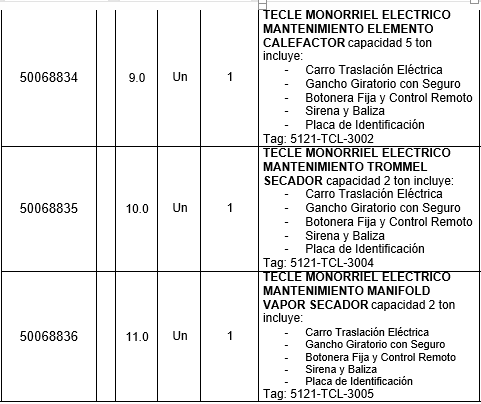 TECLE MONORRIEL ELECTRICO
MANTENIMIENTO ELEMENTO
CALEFACTOR capacidad 5 ton
incluye:
50068834 9.0 Un 1
- Carro Traslación Eléctrica
- Gancho Giratorio con Seguro
- Botonera Fija y Control Remoto
- Sirena y Baliza
- Placa de Identificación
Tag: 5121-TCL-3002
TECLE MONORRIEL ELECTRICO
MANTENIMIENTO TROMMEL
SECADOR capacidad 2 ton incluye:
50068835 10.0 Un 1
- Carro Traslación Eléctrica
- Gancho Giratorio con Seguro
- Botonera Fija y Control Remoto
- Sirena y Baliza
- Placa de Identificación
Tag: 5121-TCL-3004
TECLE MONORRIEL ELECTRICO
MANTENIMIENTO MANIFOLD
VAPOR SECADOR capacidad 2 ton
incluye:
50068836 11.0 Un 1
- Carro Traslación Eléctrica
- Gancho Giratorio con Seguro
- Botonera Fija y Control Remoto
- Sirena y Baliza
- Placa de Identificación
Tag: 5121-TCL-3005